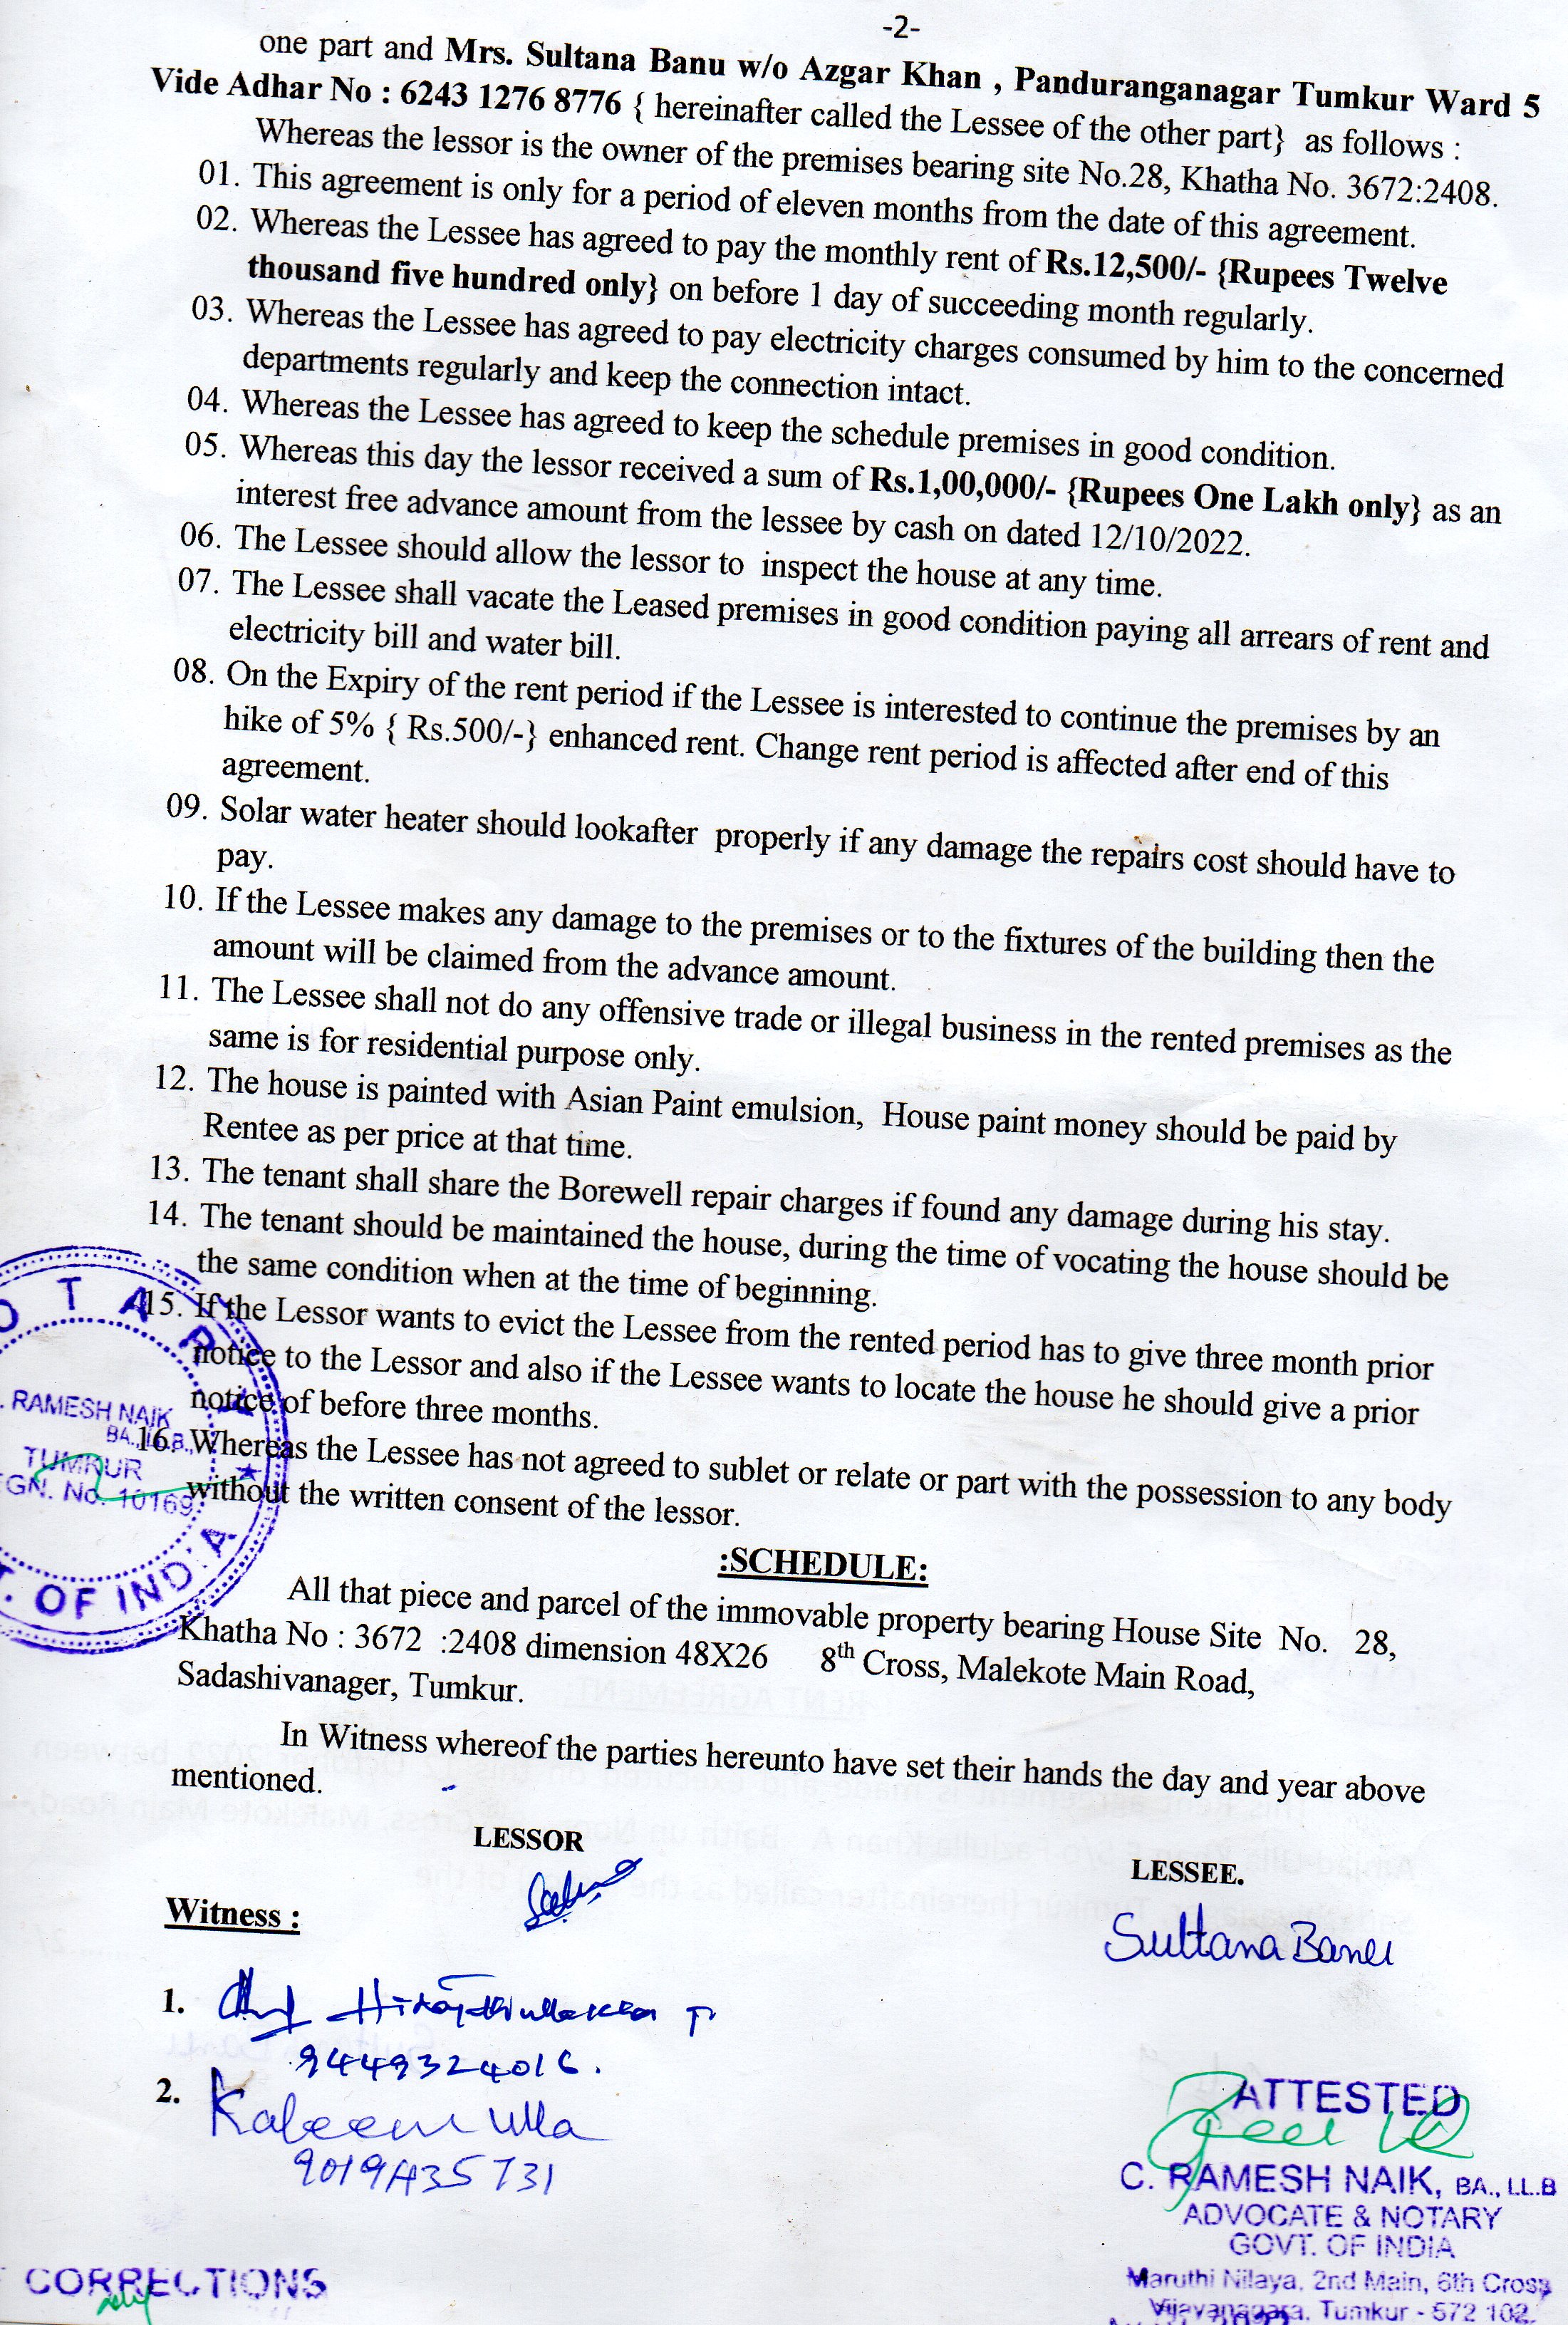 -2-
one part and Mrs. Sultana Banu w/o Azgar Khan , Panduranganagar Tumkur Ward 5
Vide Adhar No : 6243 1276 8776 { hereinafter called the Lessee of the other part} as follows :
Whereas the lessor is the owner of the premises bearing site No.28, Khatha No. 3672:2408.
01. This agreement is only for a period of eleven months from the date of this agreement.
02. Whereas the Lessee has agreed to pay the monthly rent of Rs.12,500/- {Rupees Twelve
thousand five hundred only} on before 1 day of succeeding month regularly.
03. Whereas the Lessee has agreed to pay electricity charges consumed by him to the concerned
departments regularly and keep the connection intact.
04. Whereas the Lessee has agreed to keep the schedule premises in good condition.
05. Whereas this day the lessor received a sum of Rs.1,00,000/- {Rupees One Lakh only} as an
interest free advance amount from the lessee by cash on dated 12/10/2022.
06. The Lessee should allow the lessor to inspect the house at any time.
07. The Lessee shall vacate the Leased premises in good condition paying all arrears of rent and
electricity bill and water bill.
08. On the Expiry of the rent period if the Lessee is interested to continue the premises by an
hike of 5% { Rs.500/-} enhanced rent. Change rent period is affected after end of this
agreement.
09. Solar water heater should lookafter properly if any damage the repairs cost should have to
pay.
10. If the Lessee makes any damage to the premises or to the fixtures of the building then the
amount will be claimed from the advance amount.
11. The Lessee shall not do any offensive trade or illegal business in the rented premises as the
same is for residential purpose only.
12. The house is painted with Asian Paint emulsion, House paint money should be paid by
Rentee as per price at that time.
13. The tenant shall share the Borewell repair charges if found any damage during his stay.
14. The tenant should be maintained the house, during the time of vocating the house should be
the same condition when at the time of beginning.
15. If the Lessor wants to evict the Lessee from the rented period has to give three month prior
notice to the Lessor and also if the Lessee wants to locate the house he should give a prior
notice of before three months.
16. Whereas the Lessee has not agreed to sublet or relate or part with the possession to any body
without the written consent of the lessor.
OTARY
. RAMESH NAIK
BA.,LL.B.,
TUMKUR
GN. No. 10169
T. OF INDIA
:SCHEDULE:
All that piece and parcel of the immovable property bearing House Site No. 28,
Khatha No : 3672 :2408 dimension 48X26 8th Cross, Malekote Main Road,
Sadashivanager, Tumkur.
In Witness whereof the parties hereunto have set their hands the day and year above
mentioned.
LESSOR
LESSEE.
Witness :
Sultana Banu
1.
9449324016.
2. Kaleem Ulla
9019435731
ATTESTED
C. RAMESH NAIK, BA., LL.B
ADVOCATE & NOTARY
GOVT. OF INDIA
Maruthi Nilaya, 2nd Main, 6th Cross
Vijayanagara, Tumkur - 572 102.
CORRECTIONS